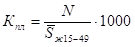 Kпл = N / S̄ж15-49 · 1000